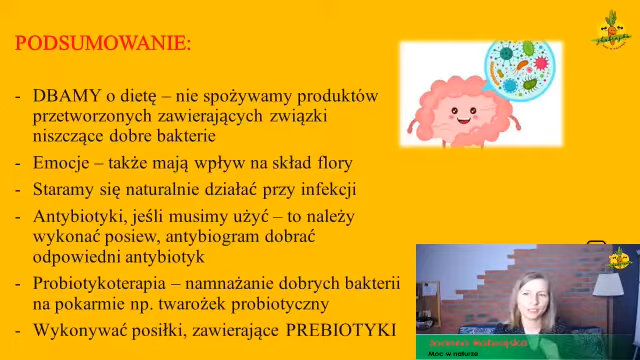 PODSUMOWANIE:
- DBAMY o dietę – nie spożywamy produktów
przetworzonych zawierających związki
niszczące dobre bakterie
- Emocje – także mają wpływ na skład flory
- Staramy się naturalnie działać przy infekcji
- Antybiotyki, jeśli musimy użyć – to należy
wykonać posiew, antybiogram dobrać
odpowiedni antybiotyk
- Probiotykoterapia – namnażanie dobrych bakterii
na pokarmie np. twarożek probiotyczny
- Wykonywać posiłki, zawierające PREBIOTYKI
Joanna
Moc w naturze